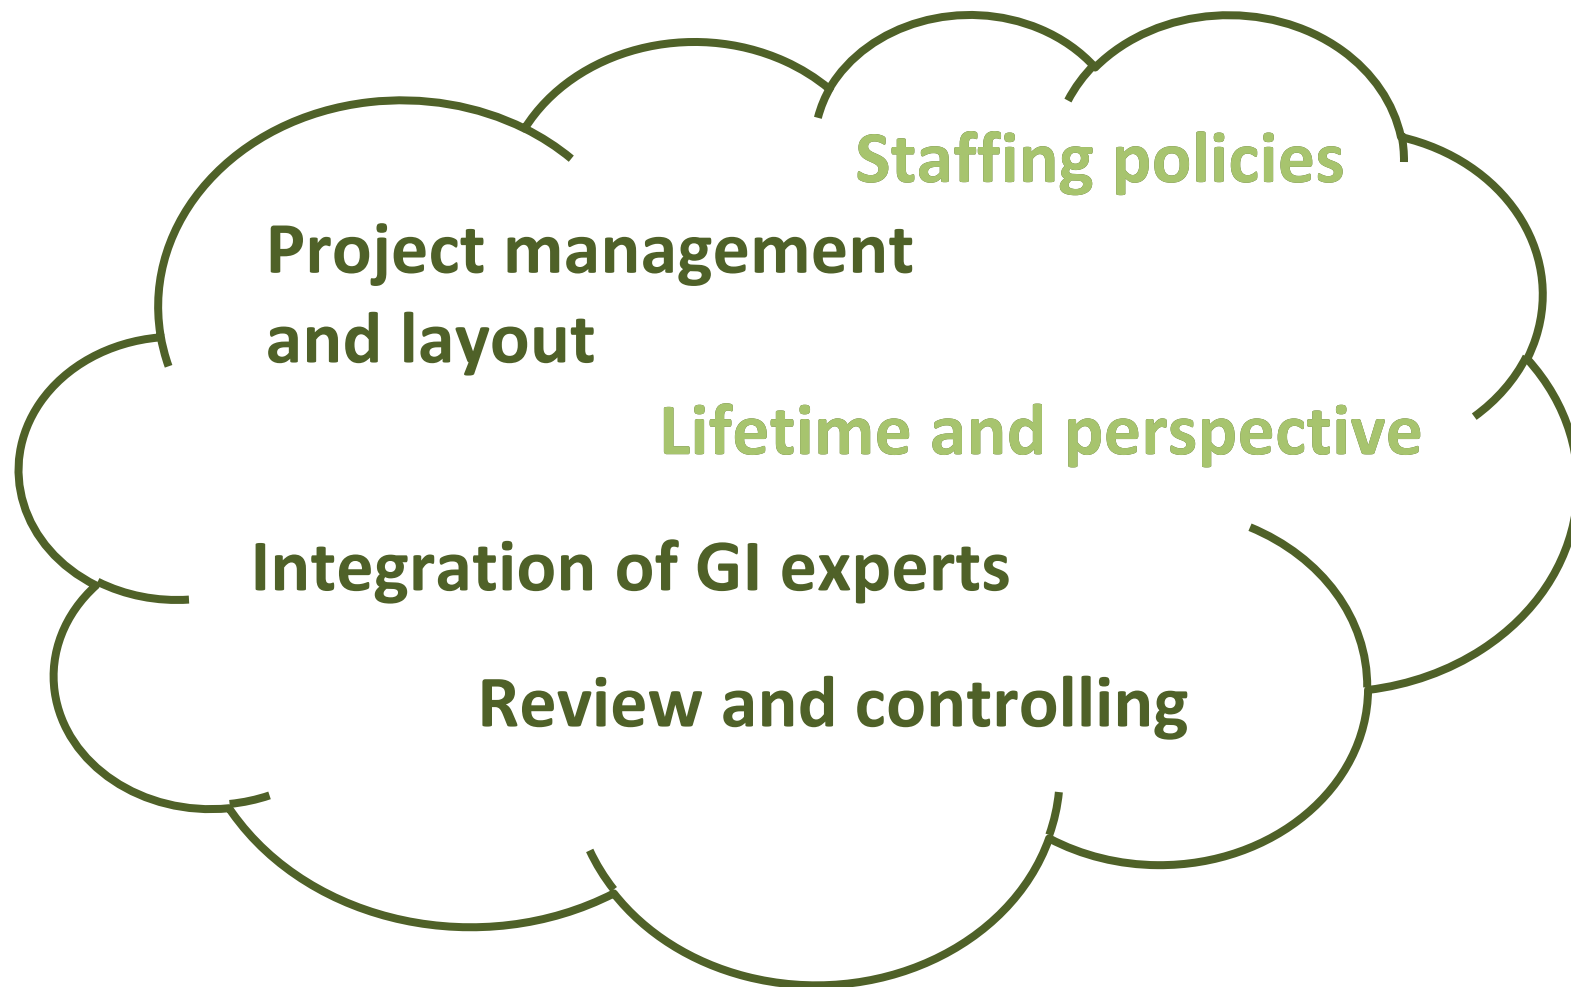 Staffing policies
Project management
and layout
Lifetime and perspective
Integration of GI experts
Review and controlling